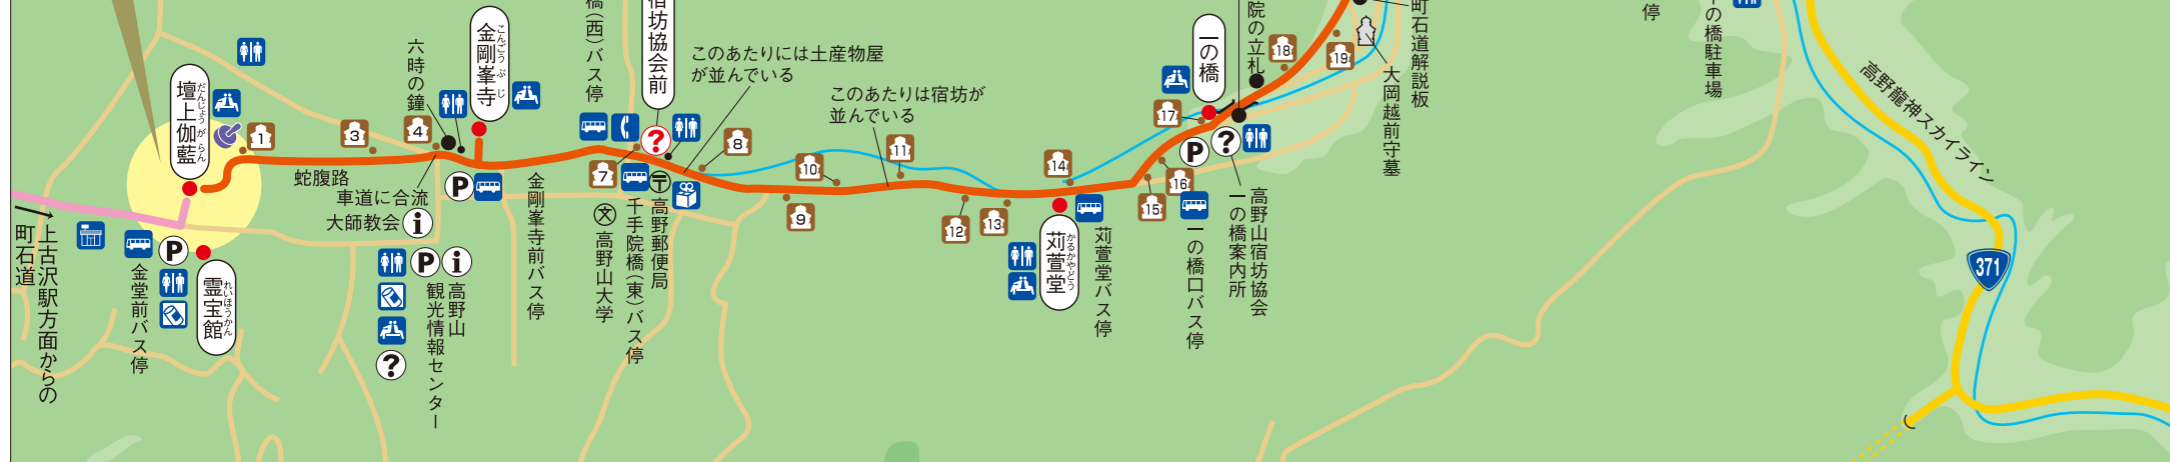 壇上伽藍
だんじょうがらん
1
3
蛇腹路
車道に合流
大師教会
i
六時の鐘
4
金剛峯寺
こんごうぶじ
P
金剛峯寺前バス停
町石道
上古沢駅方面からの
金堂前バス停
P
霊宝館
れいほうかん
P
i
高野山
観光情報センター
?
橋(西)バス停
宿坊協会前
?
7
〒
文
高野山大学
千手院橋(東)バス停
高野郵便局
このあたりには土産物屋
が並んでいる
8
9
10
このあたりは宿坊が
並んでいる
11
12
13
14
苅萱堂
かるかやどう
苅萱堂バス停
15
16
17
一の橋
P
?
一の橋口バス停
高野山宿坊協会
一の橋案内所
院の立札
18
19
大岡越前守墓
町石道解説板
停
の橋駐車場
高野龍神スカイライン
371